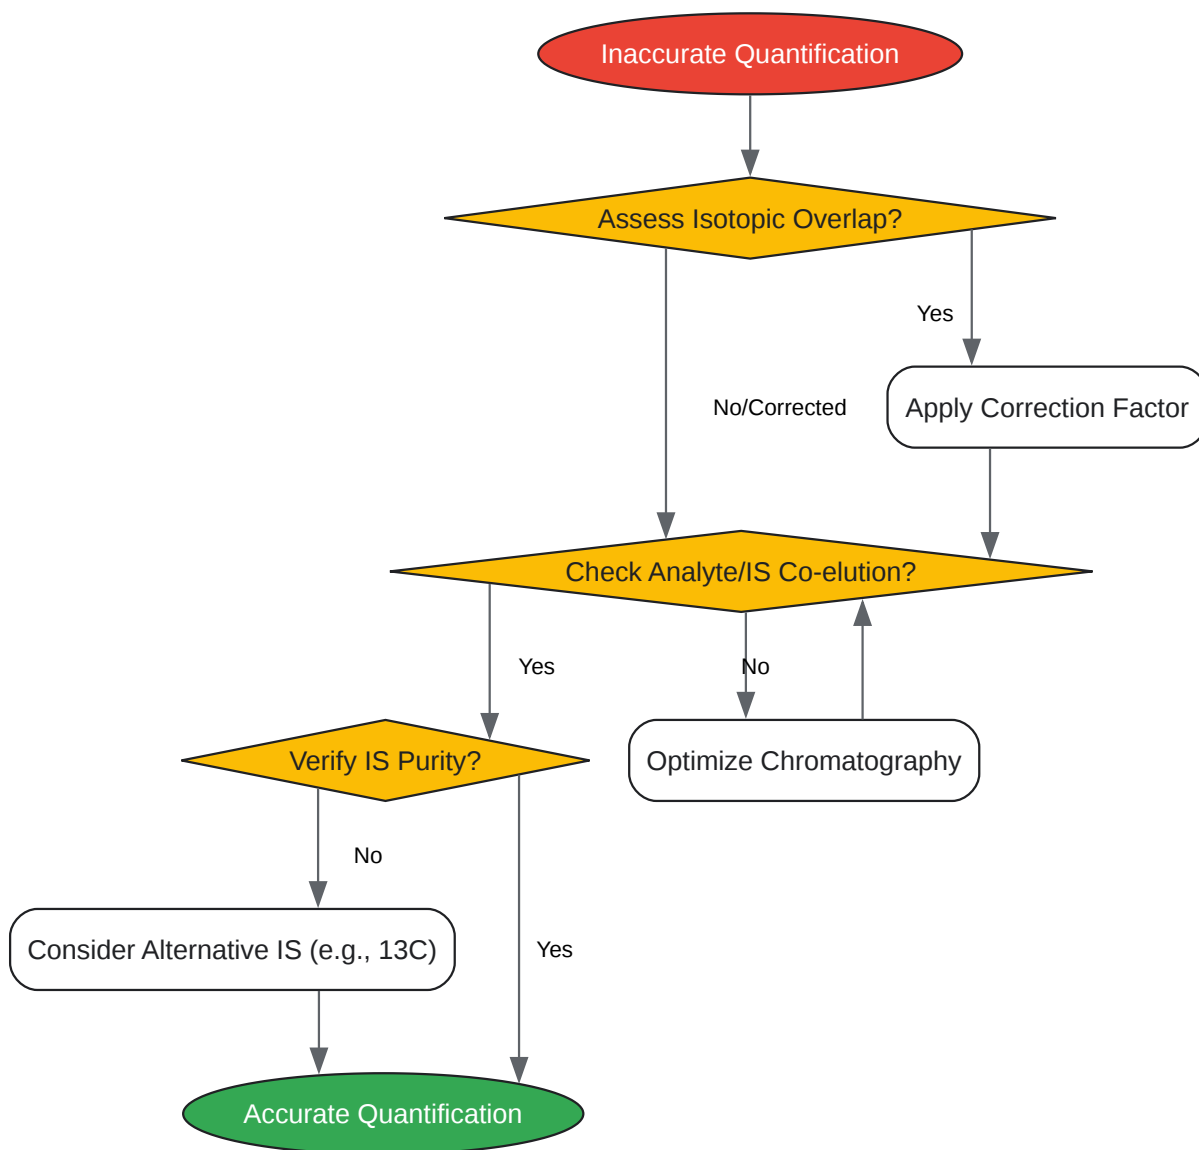 Inaccurate Quantification
Assess Isotopic Overlap?
Yes
No/Corrected
Apply Correction Factor
Check Analyte/IS Co-elution?
Yes
No
Verify IS Purity?
Optimize Chromatography
No
Consider Alternative IS (e.g., 13C)
Yes
Accurate Quantification